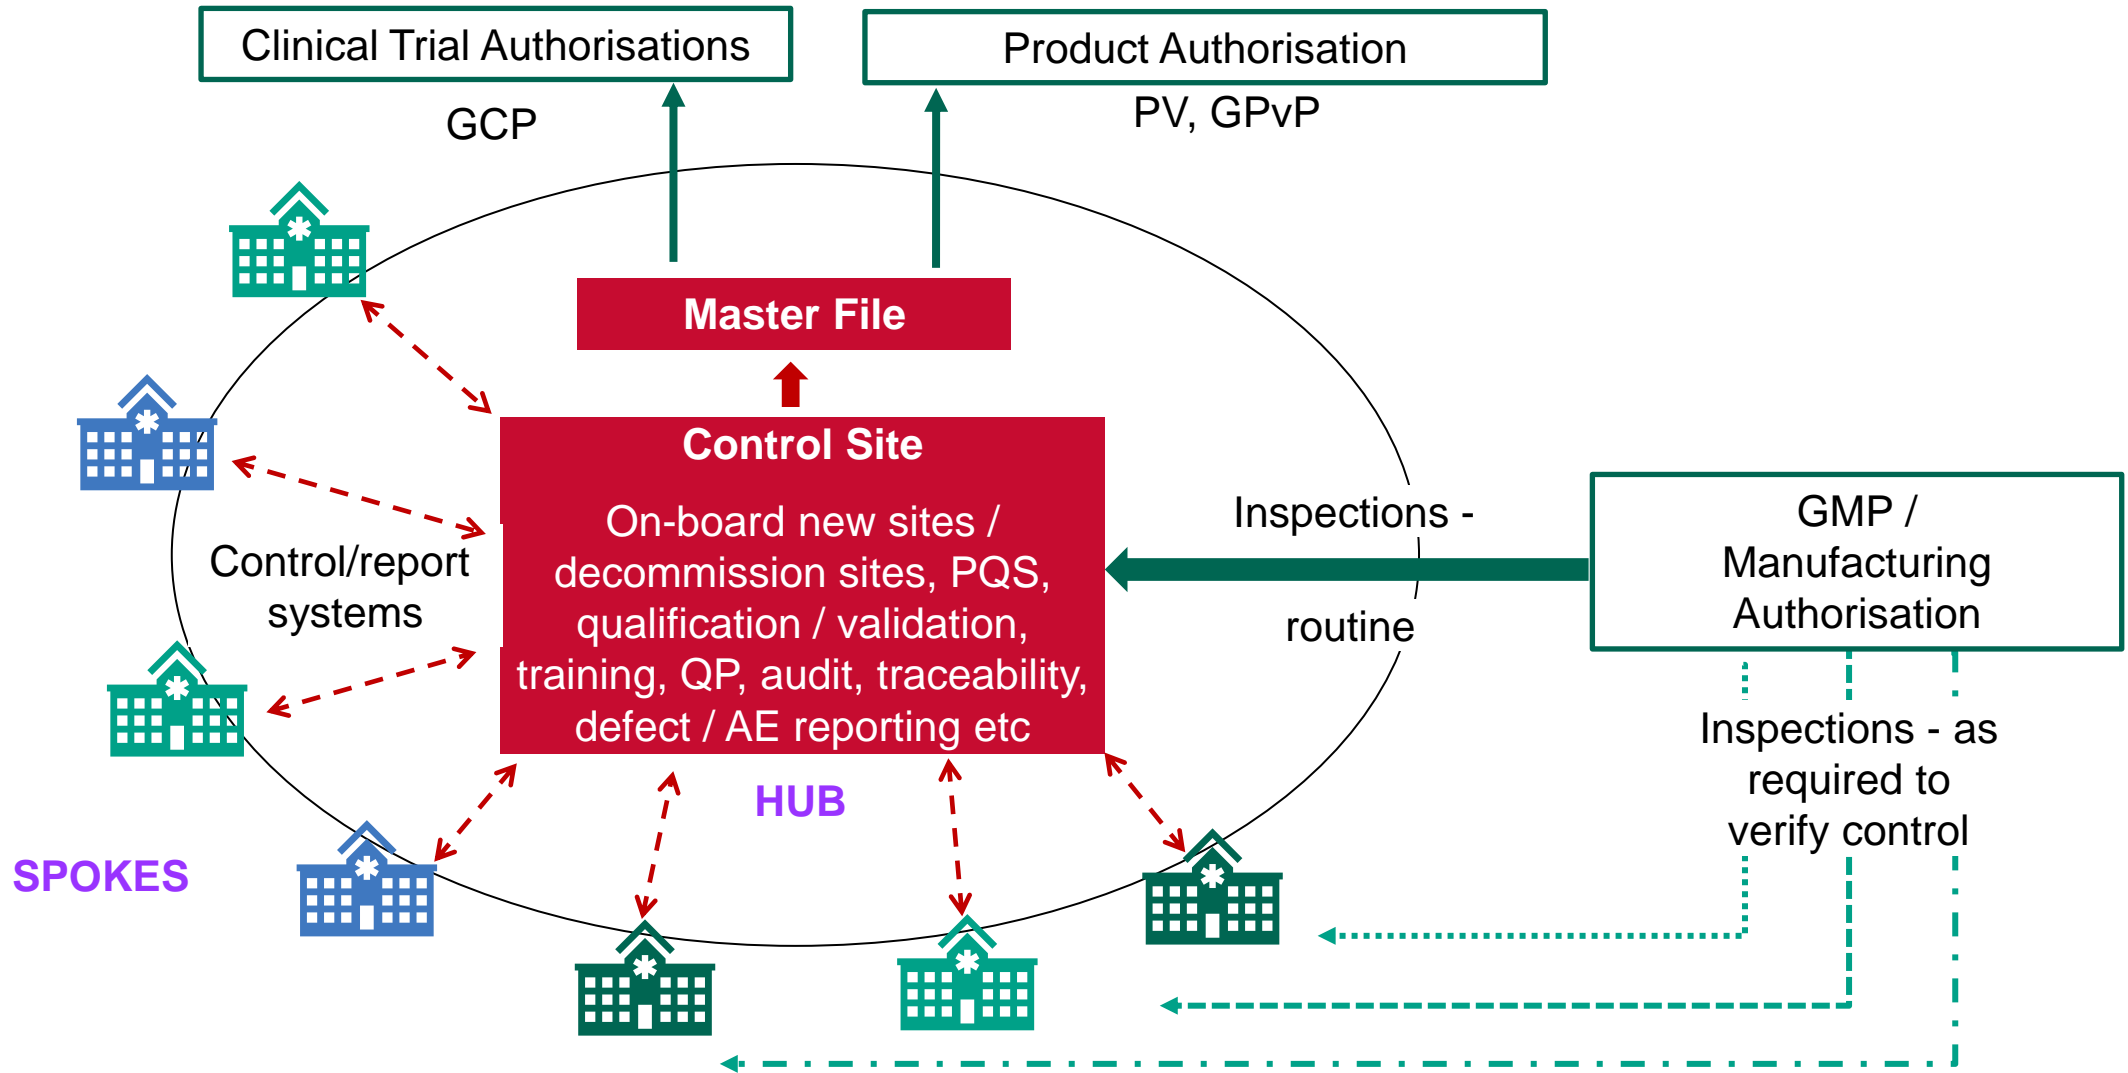 Clinical Trial Authorisations
Product Authorisation
GCP
PV, GPvP
Master File
Control Site
On-board new sites /
decommission sites, PQS,
qualification / validation,
training, QP, audit, traceability,
defect / AE reporting etc
Control/report
systems
Inspections -
routine
GMP /
Manufacturing
Authorisation
Inspections - as
required to
verify control
HUB
SPOKES